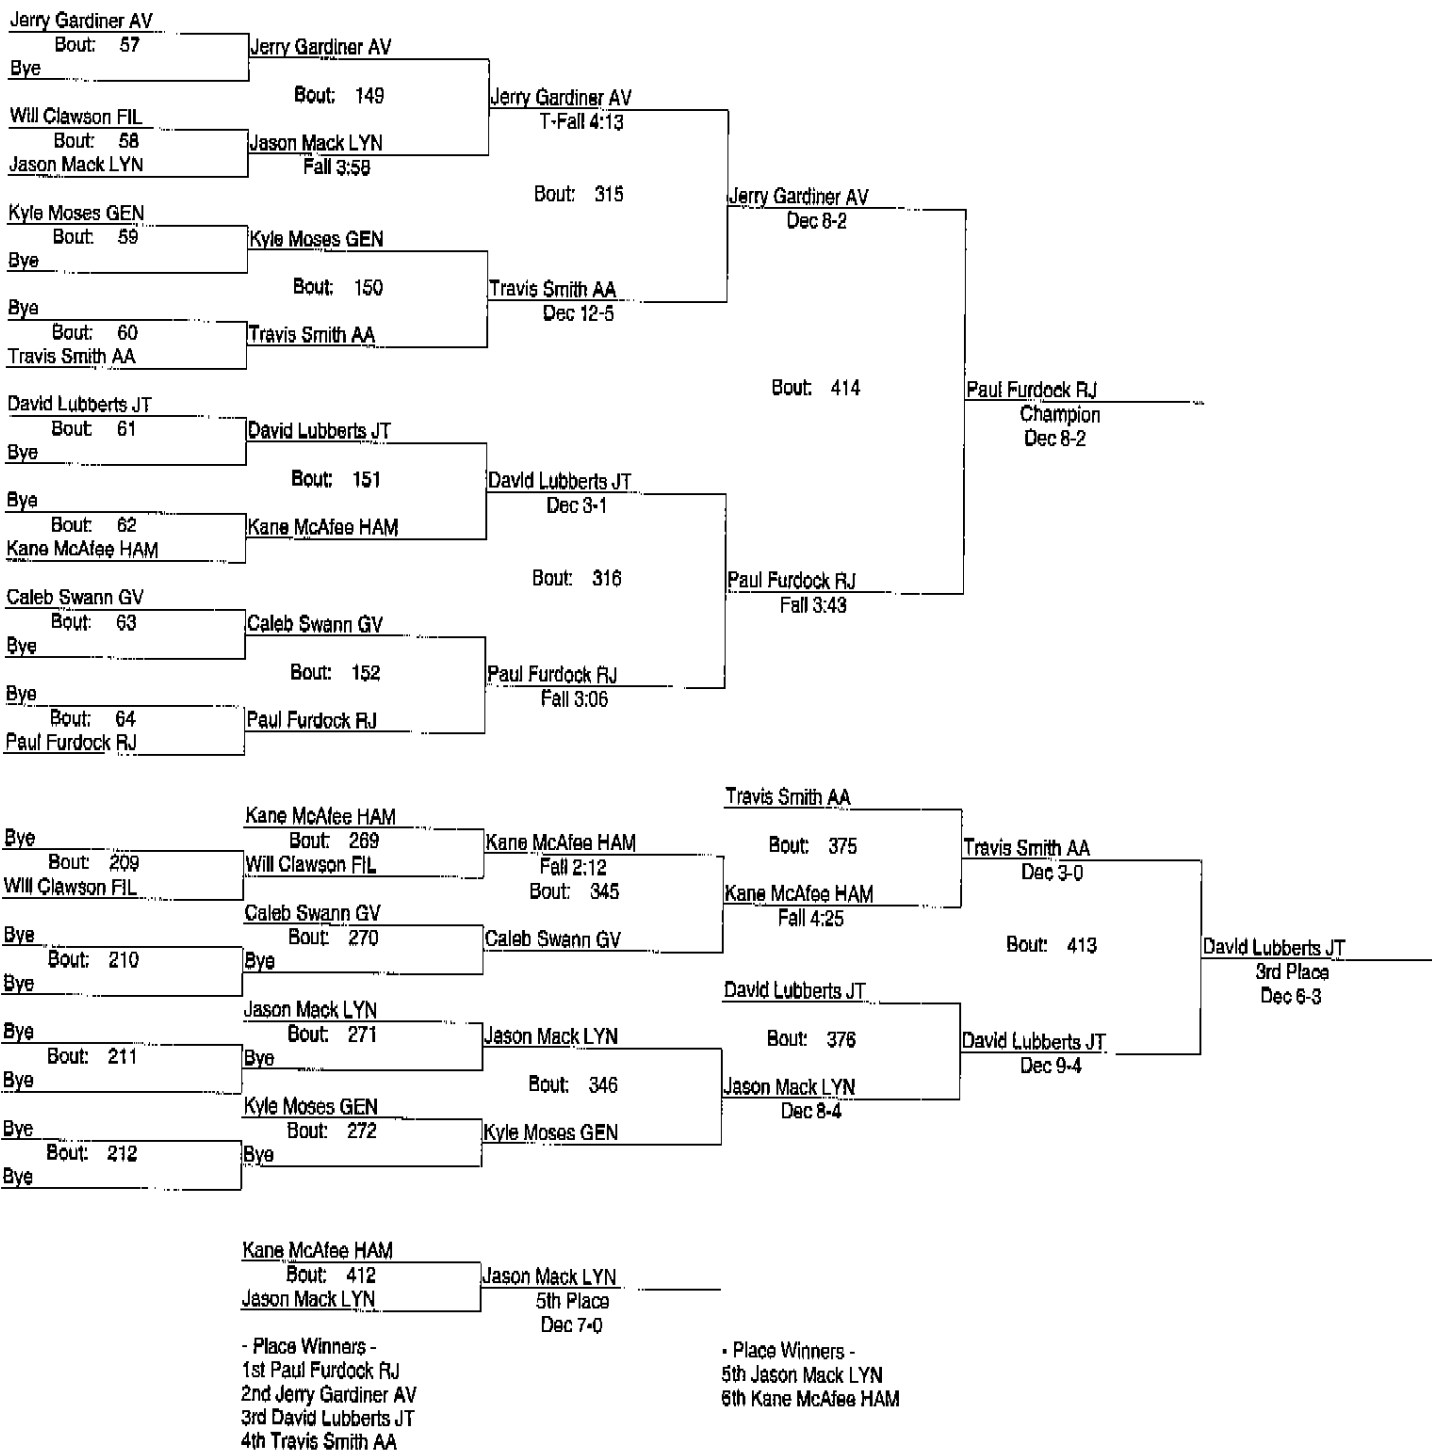 Jerry Gardiner AV
Bout: 57
Bye
Jerry Gardiner AV
Bout: 149
Will Clawson FIL
Bout: 58
Jason Mack LYN
Jason Mack LYN
Fall 3:58
Jerry Gardiner AV
T-Fall 4:13
Bout: 315
Kyle Moses GEN
Bout: 59
Bye
Kyle Moses GEN
Bout: 150
Bye
Bout: 60
Travis Smith AA
Travis Smith AA
Travis Smith AA
Dec 12-5
Jerry Gardiner AV
Dec 8-2
Bout: 414
David Lubberts JT
Bout: 61
Bye
David Lubberts JT
Bout: 151
Bye
Bout: 62
Kane McAfee HAM
Kane McAfee HAM
David Lubberts JT
Dec 3-1
Bout: 316
Caleb Swann GV
Bout: 63
Bye
Caleb Swann GV
Bout: 152
Bye
Bout: 64
Paul Furdock RJ
Paul Furdock RJ
Paul Furdock RJ
Fall 3:06
Paul Furdock RJ
Fall 3:43
Paul Furdock RJ
Champion
Dec 8-2
Bye
Bout: 209
Will Clawson FIL
Kane McAfee HAM
Bout: 269
Will Clawson FIL
Kane McAfee HAM
Fall 2:12
Bout: 345
Bye
Bout: 210
Bye
Caleb Swann GV
Bout: 270
Bye
Caleb Swann GV
Travis Smith AA
Bout: 375
Kane McAfee HAM
Fall 4:25
Travis Smith AA
Dec 3-0
Bout: 413
Bye
Bout: 211
Bye
Jason Mack LYN
Bout: 271
Bye
Jason Mack LYN
Bout: 346
Bye
Bout: 212
Bye
Kyle Moses GEN
Bout: 272
Bye
Kyle Moses GEN
David Lubberts JT
Bout: 376
Jason Mack LYN
Dec 8-4
David Lubberts JT
Dec 9-4
David Lubberts JT
3rd Place
Dec 6-3
Kane McAfee HAM
Bout: 412
Jason Mack LYN
Jason Mack LYN
5th Place
Dec 7-0
- Place Winners -
1st Paul Furdock RJ
2nd Jerry Gardiner AV
3rd David Lubberts JT
4th Travis Smith AA
- Place Winners -
5th Jason Mack LYN
6th Kane McAfee HAM